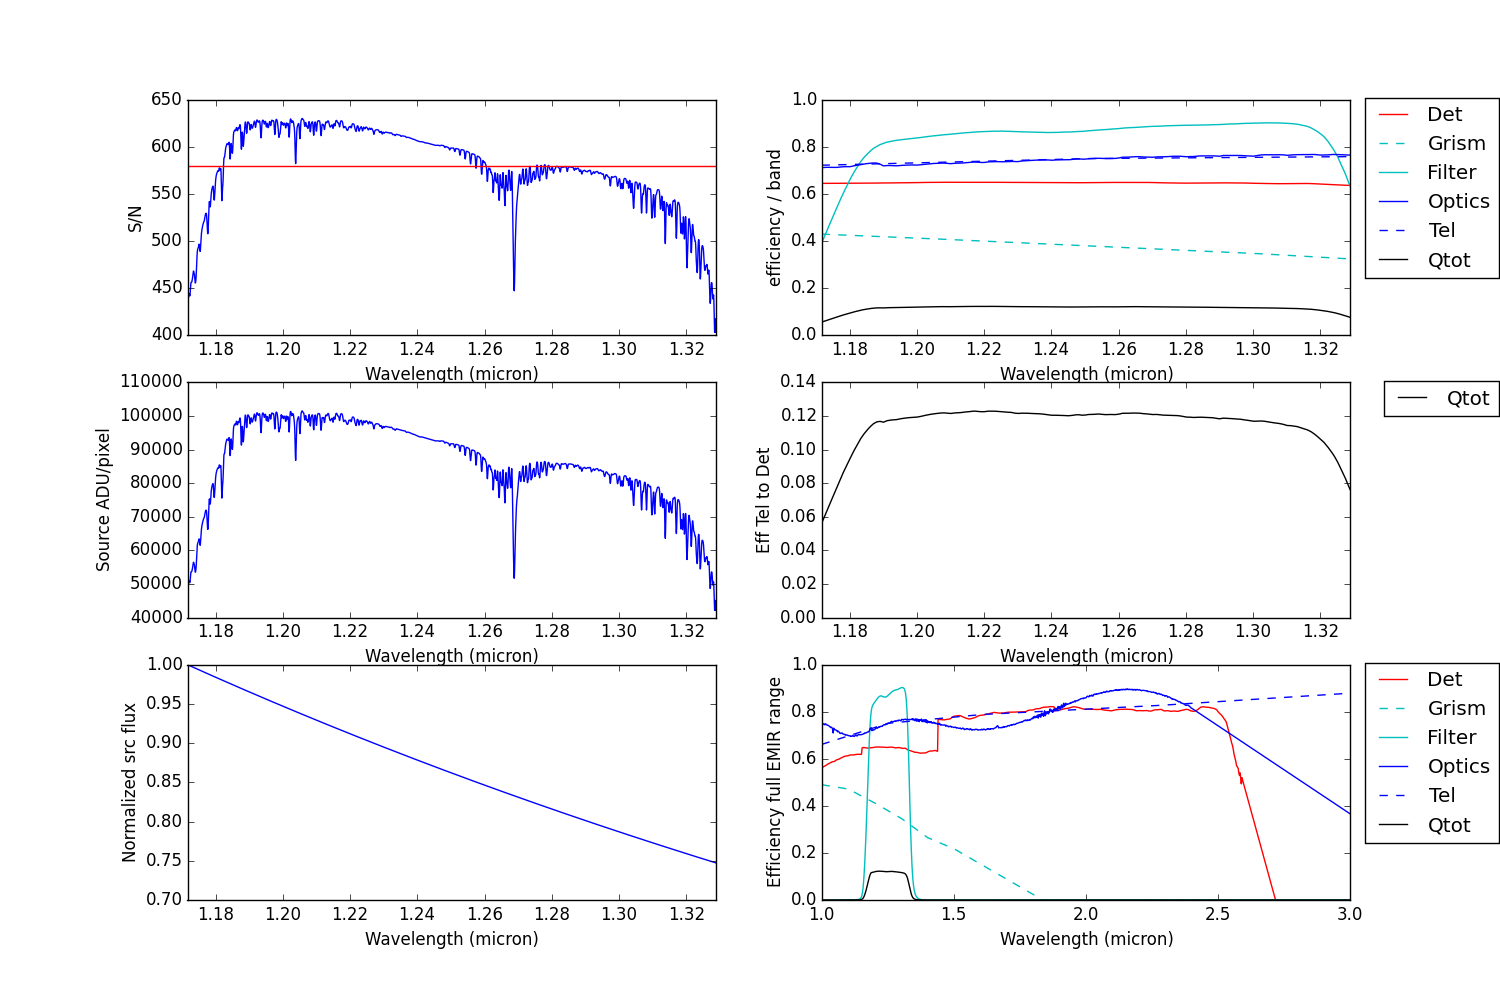 650
600
550
500
450
400
S/N
1.18 1.20 1.22 1.24 1.26 1.28 1.30 1.32
Wavelength (micron)
1.0
0.8
0.6
0.4
0.2
0.0
efficiency / band
1.18 1.20 1.22 1.24 1.26 1.28 1.30 1.32
Wavelength (micron)
Det
Grism
Filter
Optics
Tel
Qtot
110000
100000
90000
80000
70000
60000
50000
40000
Source ADU/pixel
1.18 1.20 1.22 1.24 1.26 1.28 1.30 1.32
Wavelength (micron)
0.14
0.12
0.10
0.08
0.06
0.04
0.02
0.00
Eff Tel to Det
1.18 1.20 1.22 1.24 1.26 1.28 1.30 1.32
Wavelength (micron)
Qtot
1.00
0.95
0.90
0.85
0.80
0.75
0.70
Normalized src flux
1.18 1.20 1.22 1.24 1.26 1.28 1.30 1.32
Wavelength (micron)
1.0
0.8
0.6
0.4
0.2
0.0
Efficiency full EMIR range
1.0 1.5 2.0 2.5 3.0
Wavelength (micron)
Det
Grism
Filter
Optics
Tel
Qtot